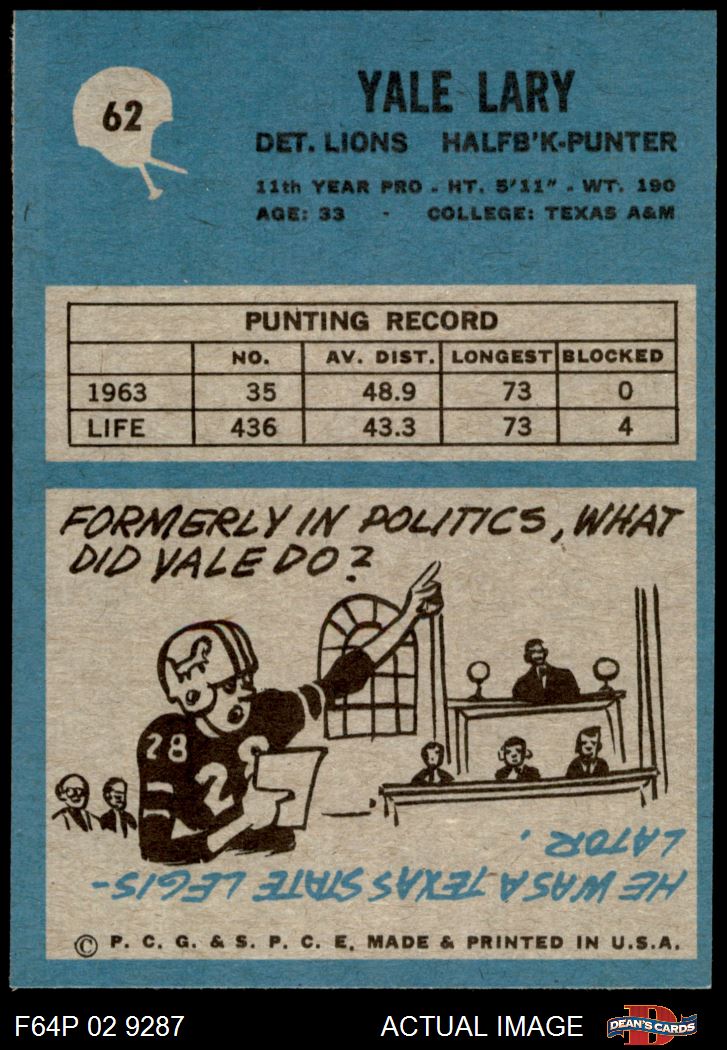 62
YALE LARY
DET. LIONS HALFB'K-PUNTER
11th YEAR PRO - HT. 5'11" - WT. 190
AGE: 33 - COLLEGE: TEXAS A&M
PUNTING RECORD
NO. AV. DIST. LONGEST BLOCKED
1963 35 48.9 73 0
LIFE 436 43.3 73 4
FORMERLY IN POLITICS, WHAT
DID YALE DO?
28
28
HE WAS A TEXAS STATE LEGIS-
LATOR.
© P. C. G. & S. P. C. E. MADE & PRINTED IN U.S.A.
F64P 02 9287 ACTUAL IMAGE
D
DEAN'S CARDS